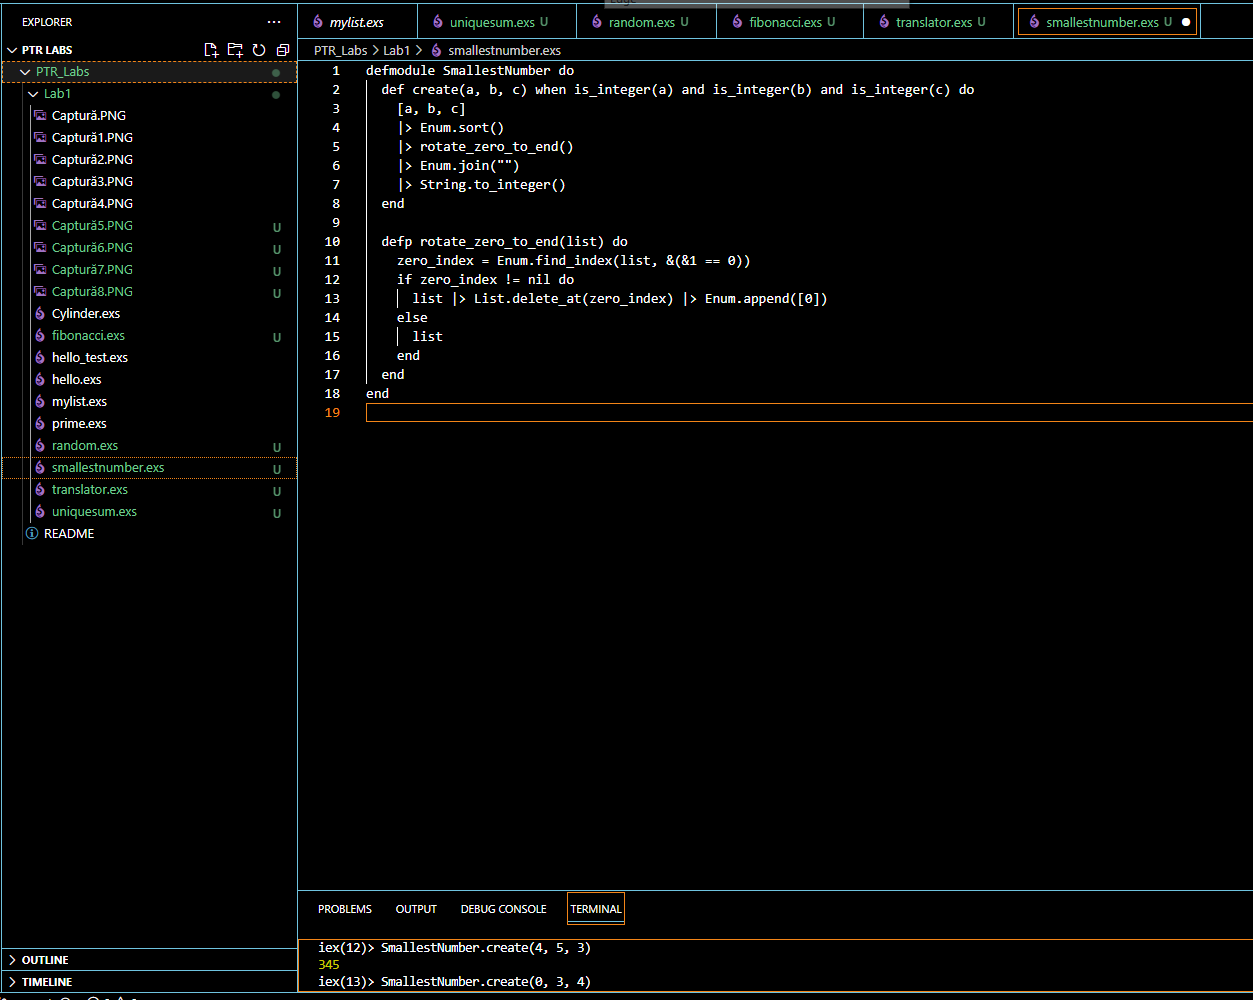 EXPLORER
PTR LABS
PTR_Labs
Lab1
Captură.PNG
Captură1.PNG
Captură2.PNG
Captură3.PNG
Captură4.PNG
Captură5.PNG U
Captură6.PNG U
Captură7.PNG U
Captură8.PNG U
Cylinder.exs
fibonacci.exs U
hello_test.exs
hello.exs
mylist.exs
prime.exs
random.exs U
smallestnumber.exs U
translator.exs U
uniquesum.exs U
README
OUTLINE
TIMELINE
mylist.exs uniquesum.exs U random.exs U fibonacci.exs U translator.exs U smallestnumber.exs U
PTR_Labs > Lab1 > smallestnumber.exs
1 defmodule SmallestNumber do
2 def create(a, b, c) when is_integer(a) and is_integer(b) and is_integer(c) do
3 [a, b, c]
4 |> Enum.sort()
5 |> rotate_zero_to_end()
6 |> Enum.join("")
7 |> String.to_integer()
8 end
9
10 defp rotate_zero_to_end(list) do
11 zero_index = Enum.find_index(list, &(&1 == 0))
12 if zero_index != nil do
13 list |> List.delete_at(zero_index) |> Enum.append([0])
14 else
15 list
16 end
17 end
18 end
19
PROBLEMS OUTPUT DEBUG CONSOLE TERMINAL
iex(12)> SmallestNumber.create(4, 5, 3)
345
iex(13)> SmallestNumber.create(0, 3, 4)